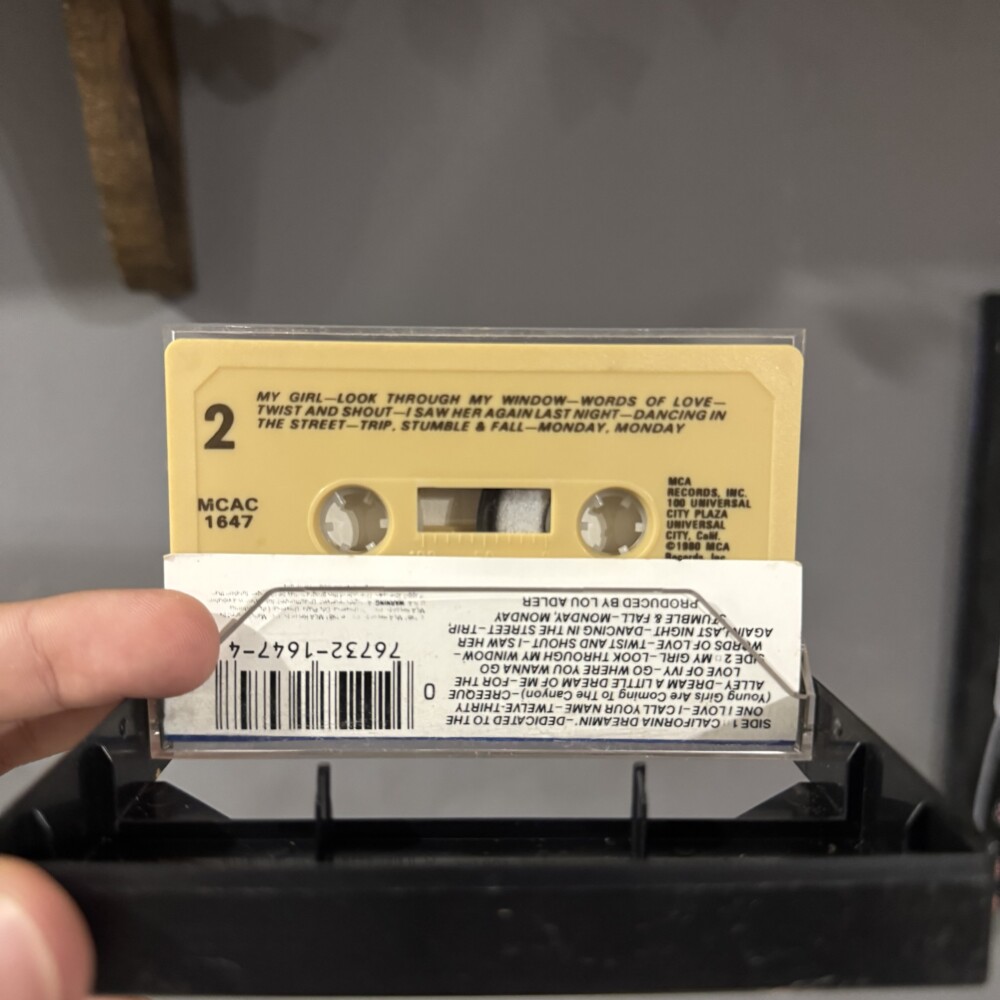 2
MY GIRL—LOOK THROUGH MY WINDOW—WORDS OF LOVE—
TWIST AND SHOUT—I SAW HER AGAIN LAST NIGHT—DANCING IN
THE STREET—TRIP, STUMBLE & FALL—MONDAY, MONDAY
MCAC
1647
MCA
RECORDS, INC.
100 UNIVERSAL
CITY PLAZA
UNIVERSAL
CITY, Calif.
©1980 MCA
Records, Inc.
SIDE 1: CALIFORNIA DREAMIN'-DEDICATED TO THE
ONE I LOVE-I CALL YOUR NAME-TWELVE-THIRTY
(Young Girls Are Coming To The Canyon)-CREEQUE
ALLEY-DREAM A LITTLE DREAM OF ME-FOR THE
LOVE OF IVY-GO WHERE YOU WANNA GO
SIDE 2: MY GIRL-LOOK THROUGH MY WINDOW-
WORDS OF LOVE-TWIST AND SHOUT-I SAW HER
AGAIN LAST NIGHT-DANCING IN THE STREET-TRIP,
STUMBLE & FALL-MONDAY, MONDAY
PRODUCED BY LOU ADLER
0
76732-1647-4
WARNING